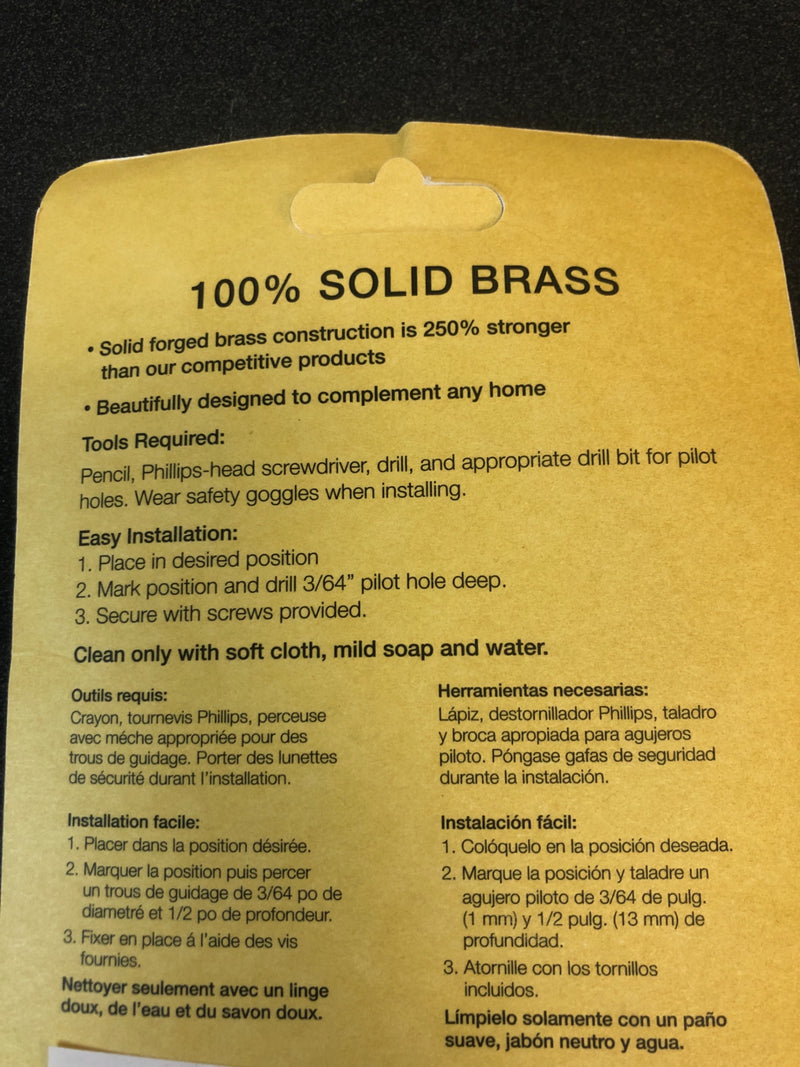 100% SOLID BRASS
• Solid forged brass construction is 250% stronger
than our competitive products
• Beautifully designed to complement any home
Tools Required:
Pencil, Phillips-head screwdriver, drill, and appropriate drill bit for pilot
holes. Wear safety goggles when installing.
Easy Installation:
1. Place in desired position
2. Mark position and drill 3/64” pilot hole deep.
3. Secure with screws provided.
Clean only with soft cloth, mild soap and water.
Outils requis:
Crayon, tournevis Phillips, perceuse
avec méche appropriée pour des
trous de guidage. Porter des lunettes
de sécurité durant l’installation.
Installation facile:
1. Placer dans la position désirée.
2. Marquer la position puis percer
un trous de guidage de 3/64 po de
diametré et 1/2 po de profondeur.
3. Fixer en place á l’aide des vis
fournies.
Nettoyer seulement avec un linge
doux, de l’eau et du savon doux.
Herramientas necesarias:
Lápiz, destornillador Phillips, taladro
y broca apropiada para agujeros
piloto. Póngase gafas de seguridad
durante la instalación.
Instalación fácil:
1. Colóquelo en la posición deseada.
2. Marque la posición y taladre un
agujero piloto de 3/64 de pulg.
(1 mm) y 1/2 pulg. (13 mm) de
profundidad.
3. Atornille con los tornillos
incluidos.
Límpielo solamente con un paño
suave, jabón neutro y agua.